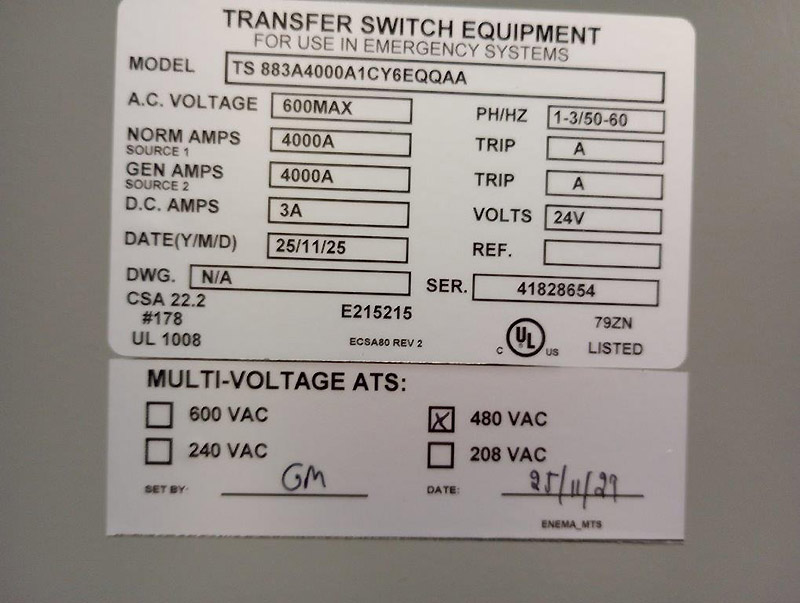 TRANSFER SWITCH EQUIPMENT
FOR USE IN EMERGENCY SYSTEMS
MODEL TS 883A4000A1CY6EQQAA
A.C. VOLTAGE 600MAX PH/HZ 1-3/50-60
NORM AMPS 4000A TRIP A
SOURCE 1
GEN AMPS 4000A TRIP A
SOURCE 2
D.C. AMPS 3A VOLTS 24V
DATE(Y/M/D) 25/11/25 REF.
DWG. N/A SER. 41828654
CSA 22.2
#178 E215215 79ZN
UL 1008 ECSA80 REV 2 C UL US LISTED
MULTI-VOLTAGE ATS:
600 VAC 480 VAC
240 VAC 208 VAC
SET BY: GM DATE: 25/11/29
ENEMA_MTS